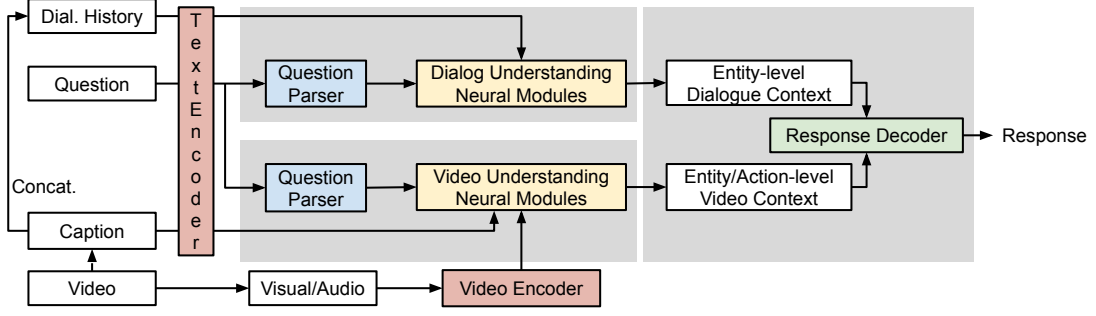 Dial. History
Question
Concat.
Caption
Video
TextEncoder
Question
Parser
Dialog Understanding
Neural Modules
Question
Parser
Video Understanding
Neural Modules
Visual/Audio
Video Encoder
Entity-level
Dialogue Context
Response Decoder
Response
Entity/Action-level
Video Context